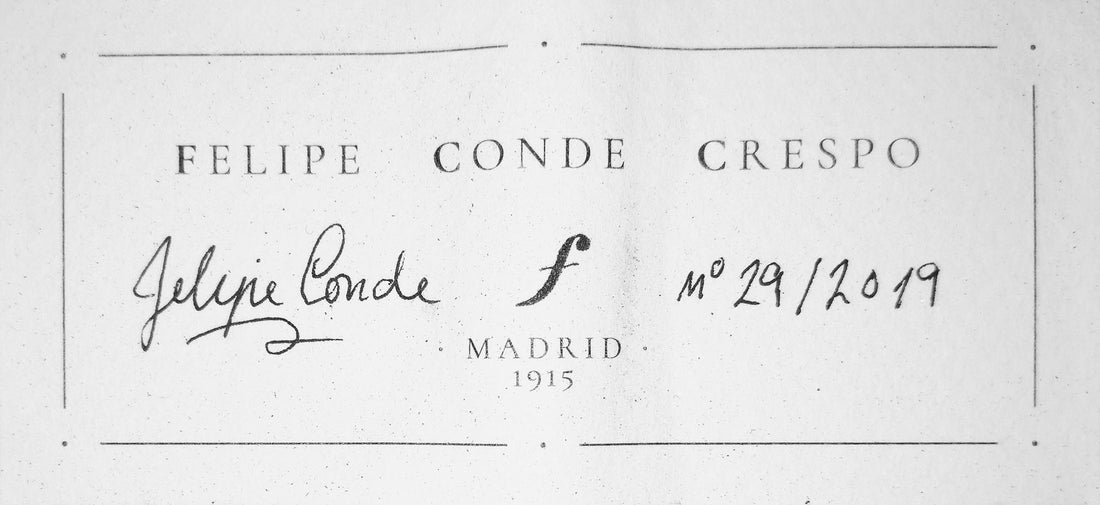 FELIPE CONDE CRESPO
Felipe Conde f Nº 29/2019
· MADRID ·
1915